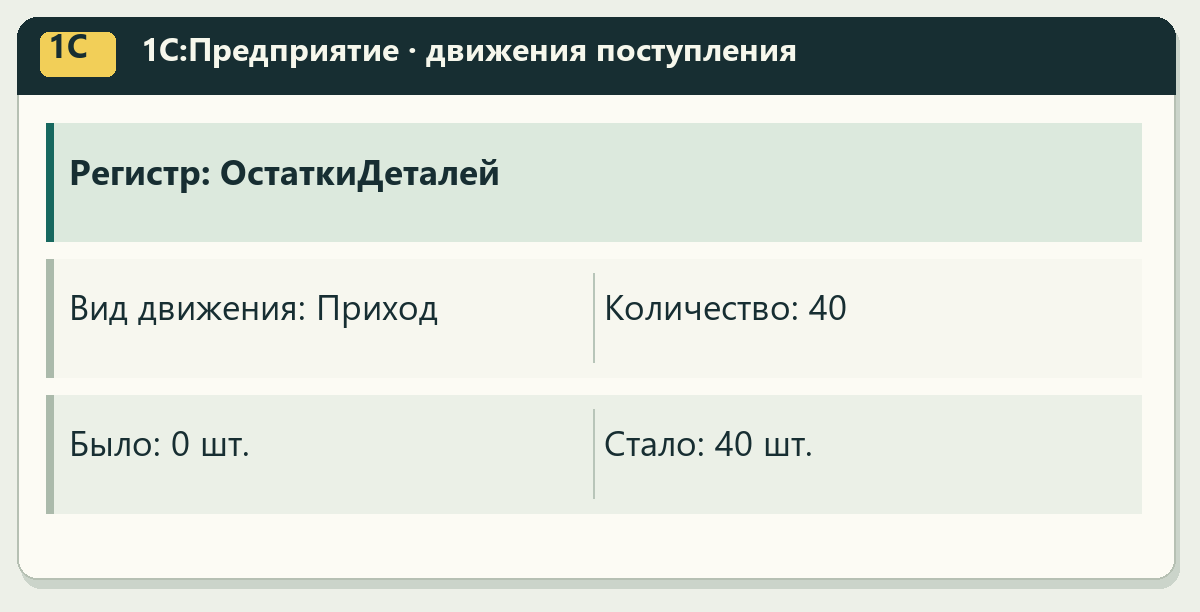 1С
1С:Предприятие · движения поступления
Регистр: ОстаткиДеталей
Вид движения: Приход
Количество: 40
Было: 0 шт.
Стало: 40 шт.